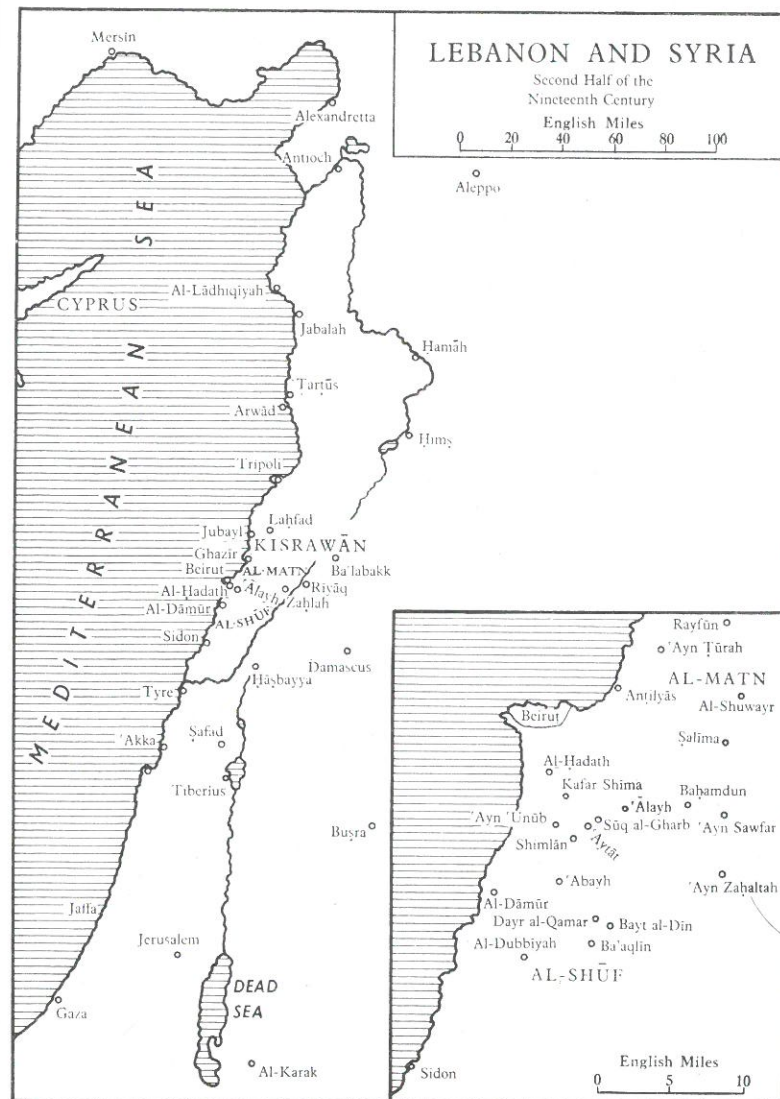 LEBANON AND SYRIA
Second Half of the
Nineteenth Century
English Miles
0 20 40 60 80 100
Mersin
Alexandretta
Antioch
Aleppo
MEDITERRANEAN SEA
CYPRUS
Al-Lādhiqīyah
Jabalah
Ḥamāh
Ṭarṭūs
Arwād
Ḥimṣ
Tripoli
Laḥfad
Jubayl
KISRAWĀN
Ghazīr
Ba'labakk
Beirut
AL-MATN
Al-Ḥadath
'Ālayh
Riyāq
Al-Dāmūr
Zaḥlah
AL-SHŪF
Sidon
Damascus
Ḥāṣbayya
Tyre
Ṣafad
'Akka
Tiberius
Buṣra
Jaffa
Jerusalem
DEAD
SEA
Gaza
Al-Karak
Rayfūn
'Ayn Ṭūrah
AL-MATN
Anṭilyās
Al-Shuwayr
Beirut
Ṣalīma
Al-Ḥadath
Kafar Shima
Baḥamdun
'Ālayh
'Ayn 'Unūb
Sūq al-Gharb
'Ayn Sawfar
Shimlān
'Ayṭāt
'Abayh
'Ayn Zaḥaltah
Al-Dāmūr
Dayr al-Qamar
Bayt al-Dīn
Al-Dubbiyah
Ba'aqlīn
AL-SHŪF
English Miles
0 5 10
Sidon